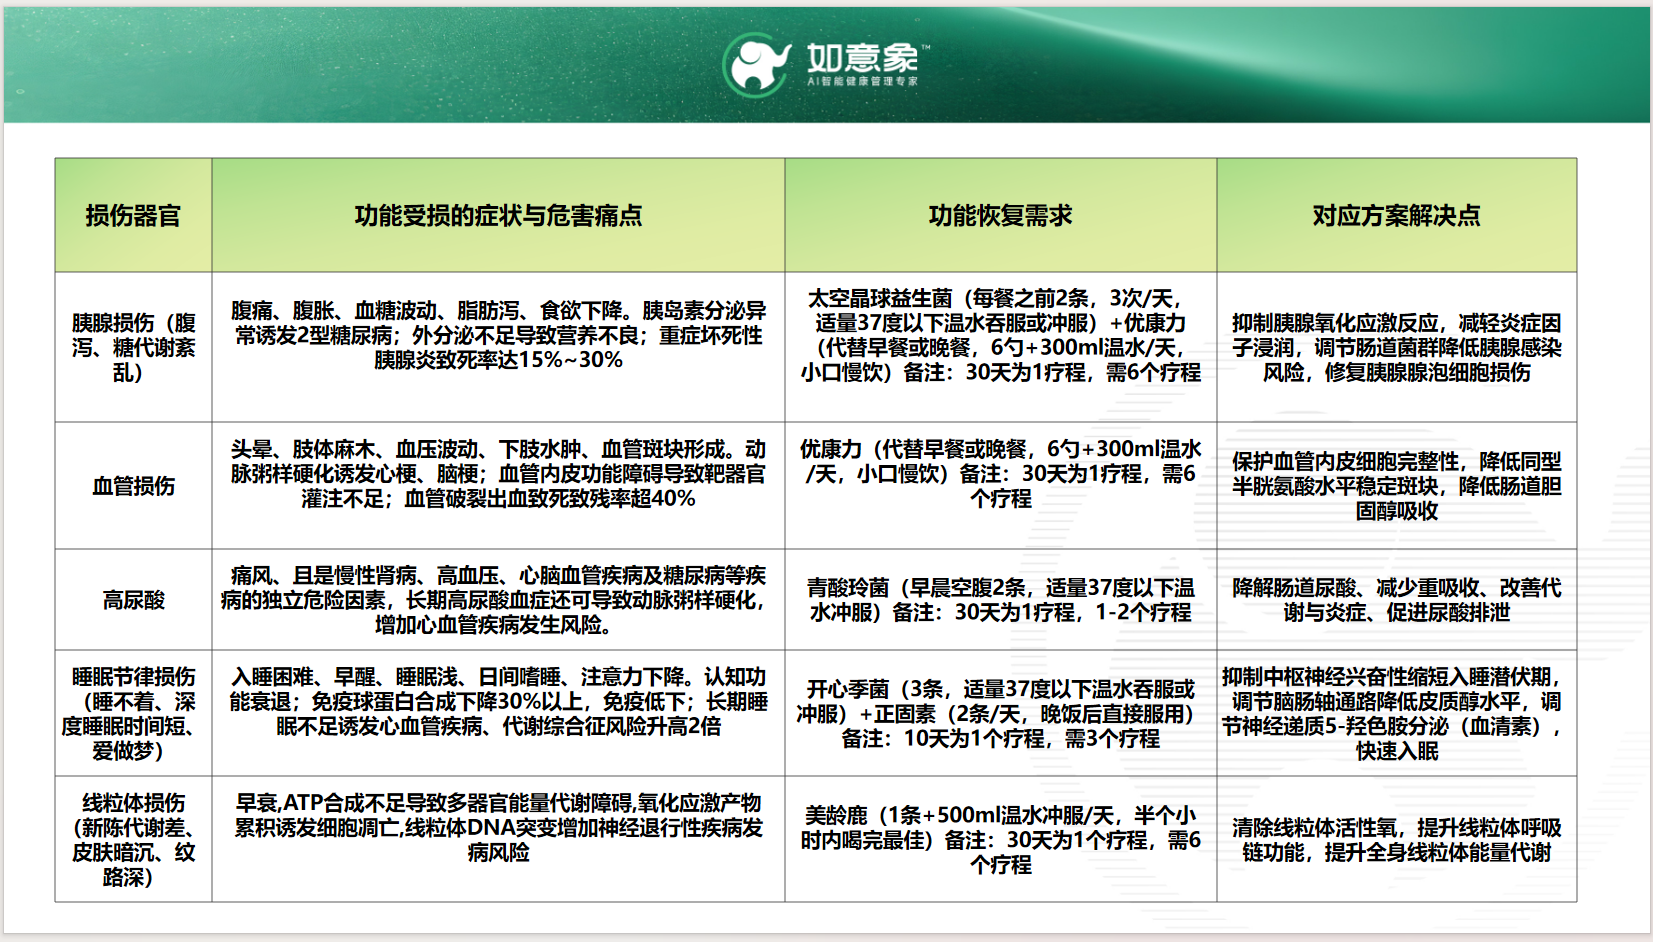 如意象™
AI智能健康管理专家
损伤器官
功能受损的症状与危害痛点
功能恢复需求
对应方案解决点
胰腺损伤（腹
泻、糖代谢紊
乱）
腹痛、腹胀、血糖波动、脂肪泻、食欲下降。胰岛素分泌异
常诱发2型糖尿病；外分泌不足导致营养不良；重症坏死性
胰腺炎致死率达15%~30%
太空晶球益生菌（每餐之前2条，3次/天，
适量37度以下温水吞服或冲服）+优康力
（代替早餐或晚餐，6勺+300ml温水/天，
小口慢饮）备注：30天为1疗程，需6个疗程
抑制胰腺氧化应激反应，减轻炎症因
子浸润，调节肠道菌群降低胰腺感染
风险，修复胰腺腺泡细胞损伤
血管损伤
头晕、肢体麻木、血压波动、下肢水肿、血管斑块形成。动
脉粥样硬化诱发心梗、脑梗；血管内皮功能障碍导致靶器官
灌注不足；血管破裂出血致死致残率超40%
优康力（代替早餐或晚餐，6勺+300ml温水
/天，小口慢饮）备注：30天为1疗程，需6
个疗程
保护血管内皮细胞完整性，降低同型
半胱氨酸水平稳定斑块，降低肠道胆
固醇吸收
高尿酸
痛风、且是慢性肾病、高血压、心脑血管疾病及糖尿病等疾
病的独立危险因素，长期高尿酸血症还可导致动脉粥样硬化，
增加心血管疾病发生风险。
青酸玲菌（早晨空腹2条，适量37度以下温
水冲服）备注：30天为1疗程，1-2个疗程
降解肠道尿酸、减少重吸收、改善代
谢与炎症、促进尿酸排泄
睡眠节律损伤
（睡不着、深
度睡眠时间短、
爱做梦）
入睡困难、早醒、睡眠浅、日间嗜睡、注意力下降。认知功
能衰退；免疫球蛋白合成下降30%以上，免疫低下；长期睡
眠不足诱发心血管疾病、代谢综合征风险升高2倍
开心季菌（3条，适量37度以下温水吞服或
冲服）+正固素（2条/天，晚饭后直接服用）
备注：10天为1个疗程，需3个疗程
抑制中枢神经兴奋性缩短入睡潜伏期，
调节脑肠轴通路降低皮质醇水平，调
节神经递质5-羟色胺分泌（血清素），
快速入眠
线粒体损伤
（新陈代谢差、
皮肤暗沉、纹
路深）
早衰,ATP合成不足导致多器官能量代谢障碍,氧化应激产物
累积诱发细胞凋亡,线粒体DNA突变增加神经退行性疾病发
病风险
美龄鹿（1条+500ml温水冲服/天，半个小
时内喝完最佳）备注：30天为1个疗程，需6
个疗程
清除线粒体活性氧，提升线粒体呼吸
链功能，提升全身线粒体能量代谢